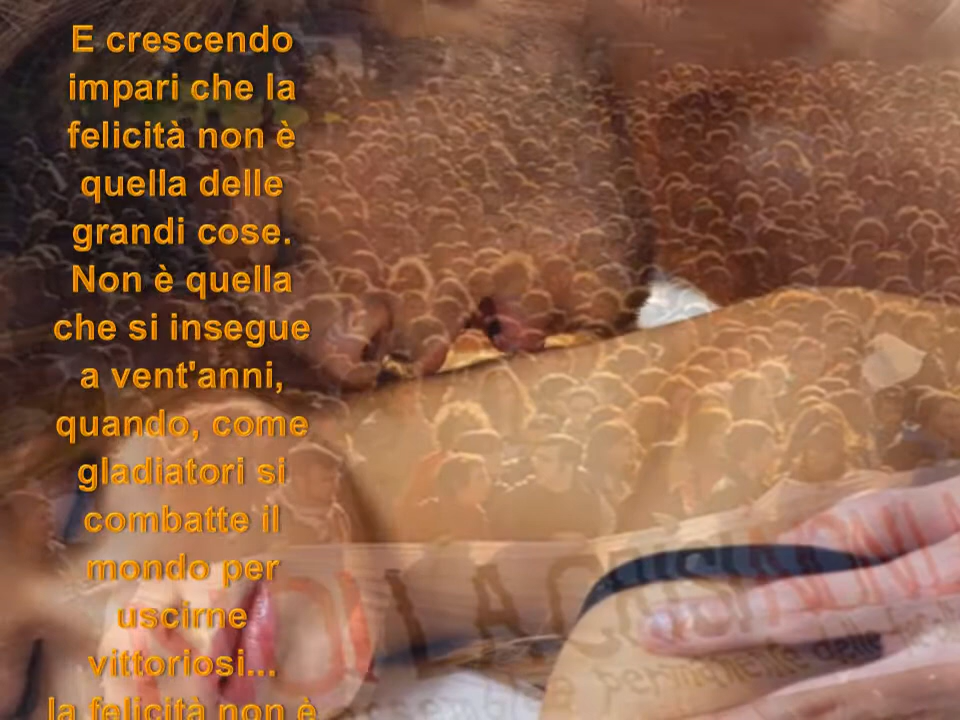 E crescendo
impari che la
felicità non è
quella delle
grandi cose.
Non è quella
che si insegue
a vent'anni,
quando, come
gladiatori si
combatte il
mondo per
uscirne
vittoriosi...
la felicità non è